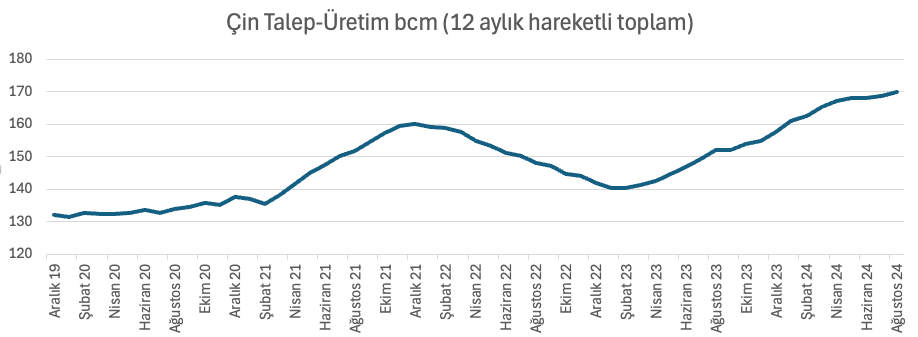 Çin Talep-Üretim bcm (12 aylık hareketli toplam)
180
170
160
150
140
130
120
Aralık 19
Şubat 20
Nisan 20
Haziran 20
Ağustos 20
Ekim 20
Aralık 20
Şubat 21
Nisan 21
Haziran 21
Ağustos 21
Ekim 21
Aralık 21
Şubat 22
Nisan 22
Haziran 22
Ağustos 22
Ekim 22
Aralık 22
Şubat 23
Nisan 23
Haziran 23
Ağustos 23
Ekim 23
Aralık 23
Şubat 24
Nisan 24
Haziran 24
Ağustos 24